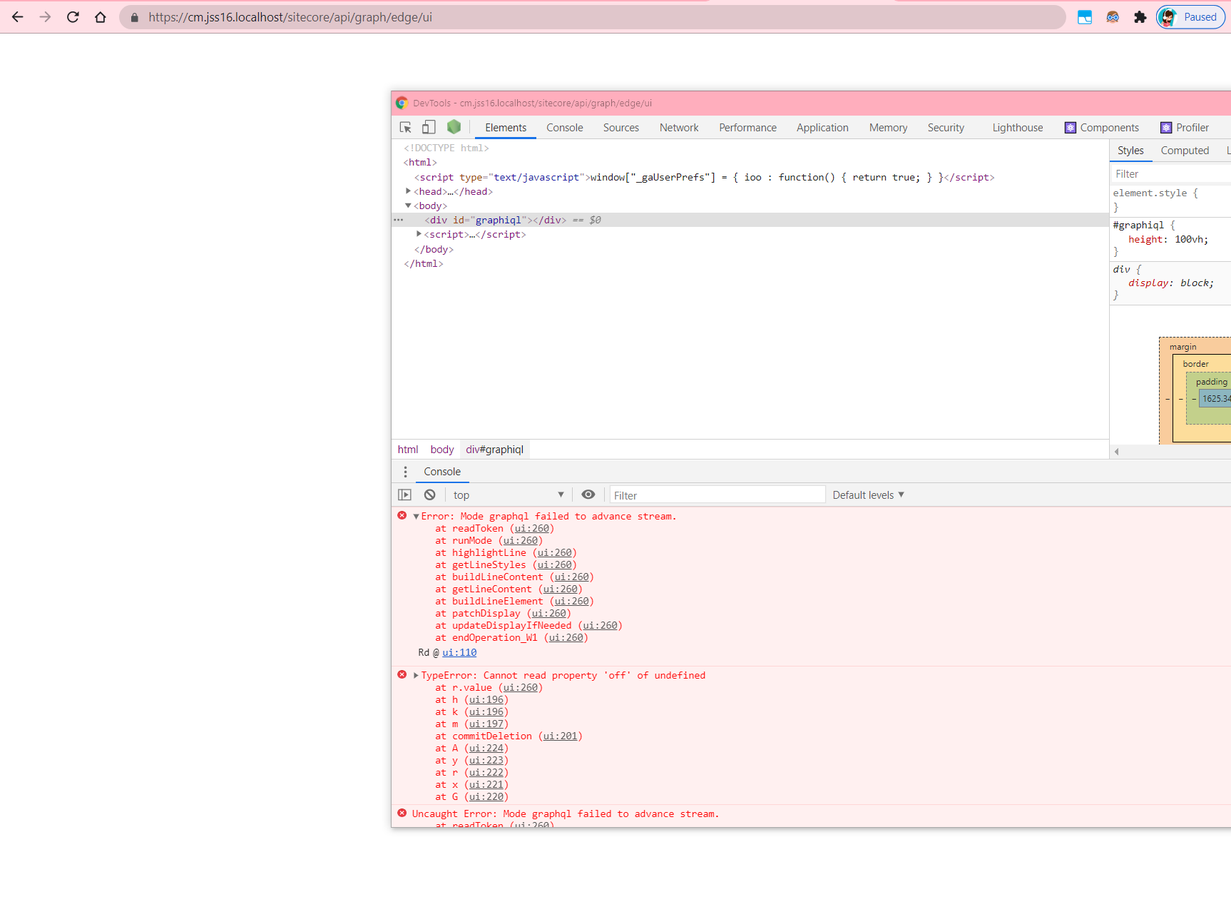 https://cm.jss16.localhost/sitecore/api/graph/edge/ui
Paused
DevTools - cm.jss16.localhost/sitecore/api/graph/edge/ui
Elements Console Sources Network Performance Application Memory Security Lighthouse Components Profiler
<!DOCTYPE html>
<html>
<script type="text/javascript">window["_gaUserPrefs"] = { ioo : function() { return true; } }</script>
▶<head>…</head>
▼<body>
… <div id="graphiql"></div> == $0
▶<script>…</script>
</body>
</html>
Styles Computed
Filter
element.style {
}
#graphiql {
height: 100vh;
}
div {
display: block;
}
margin
border
padding
– – – 1625.34
html body div#graphiql
Console
top ▼ Filter Default levels ▼
▼Error: Mode graphql failed to advance stream.
at readToken (ui:260)
at runMode (ui:260)
at highlightLine (ui:260)
at getLineStyles (ui:260)
at buildLineContent (ui:260)
at getLineContent (ui:260)
at buildLineElement (ui:260)
at patchDisplay (ui:260)
at updateDisplayIfNeeded (ui:260)
at endOperation_W1 (ui:260)
Rd @ ui:110
▶TypeError: Cannot read property 'off' of undefined
at r.value (ui:260)
at h (ui:196)
at k (ui:196)
at m (ui:197)
at commitDeletion (ui:201)
at A (ui:224)
at y (ui:223)
at r (ui:222)
at x (ui:221)
at G (ui:220)
Uncaught Error: Mode graphql failed to advance stream.
at readToken (ui:260)